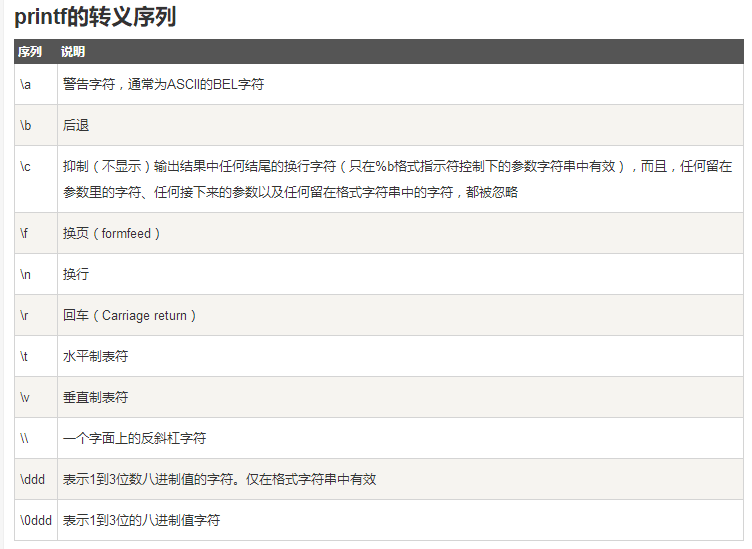 printf的转义序列
序列 说明
\a 警告字符，通常为ASCII的BEL字符
\b 后退
\c 抑制（不显示）输出结果中任何结尾的换行字符（只在%b格式指示符控制下的参数字符串中有效），而且，任何留在
参数里的字符、任何接下来的参数以及任何留在格式字符串中的字符，都被忽略
\f 换页（formfeed）
\n 换行
\r 回车（Carriage return）
\t 水平制表符
\v 垂直制表符
\\ 一个字面上的反斜杠字符
\ddd 表示1到3位数八进制值的字符。仅在格式字符串中有效
\0ddd 表示1到3位的八进制值字符